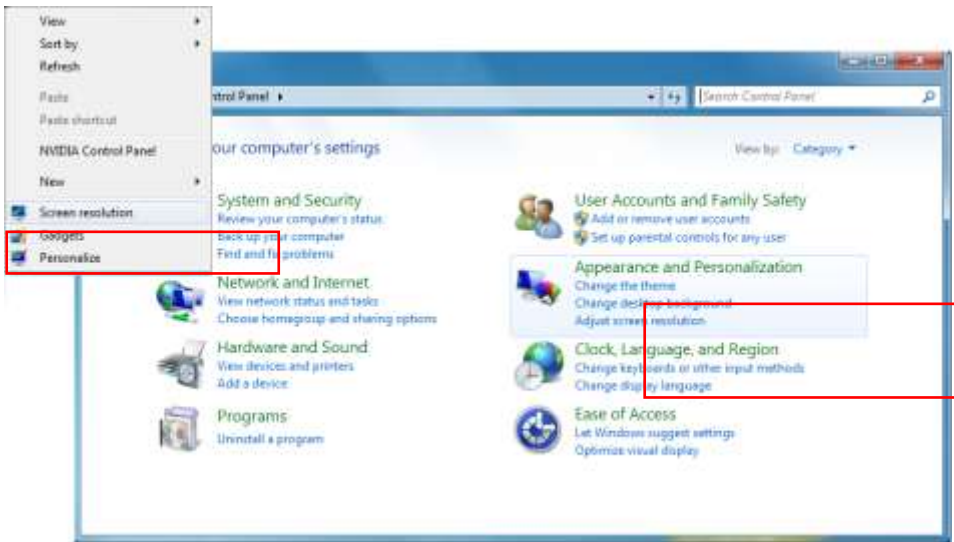 View
Sort by
Refresh
Paste
Paste shortcut
NVIDIA Control Panel
New
Screen resolution
Gadgets
Personalize
ntrol Panel
Search Control Panel
our computer's settings
View by: Category
System and Security
Review your computer's status
Back up your computer
Find and fix problems
Network and Internet
View network status and tasks
Choose homegroup and sharing options
Hardware and Sound
View devices and printers
Add a device
Programs
Uninstall a program
User Accounts and Family Safety
Add or remove user accounts
Set up parental controls for any user
Appearance and Personalization
Change the theme
Change desktop background
Adjust screen resolution
Clock, Language, and Region
Change keyboards or other input methods
Change display language
Ease of Access
Let Windows suggest settings
Optimize visual display